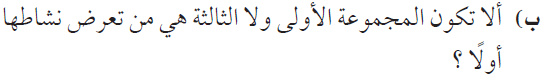 ب) ألا تكون المجموعة الأولى ولا الثالثة هي من تعرض نشاطها
أولًا ؟